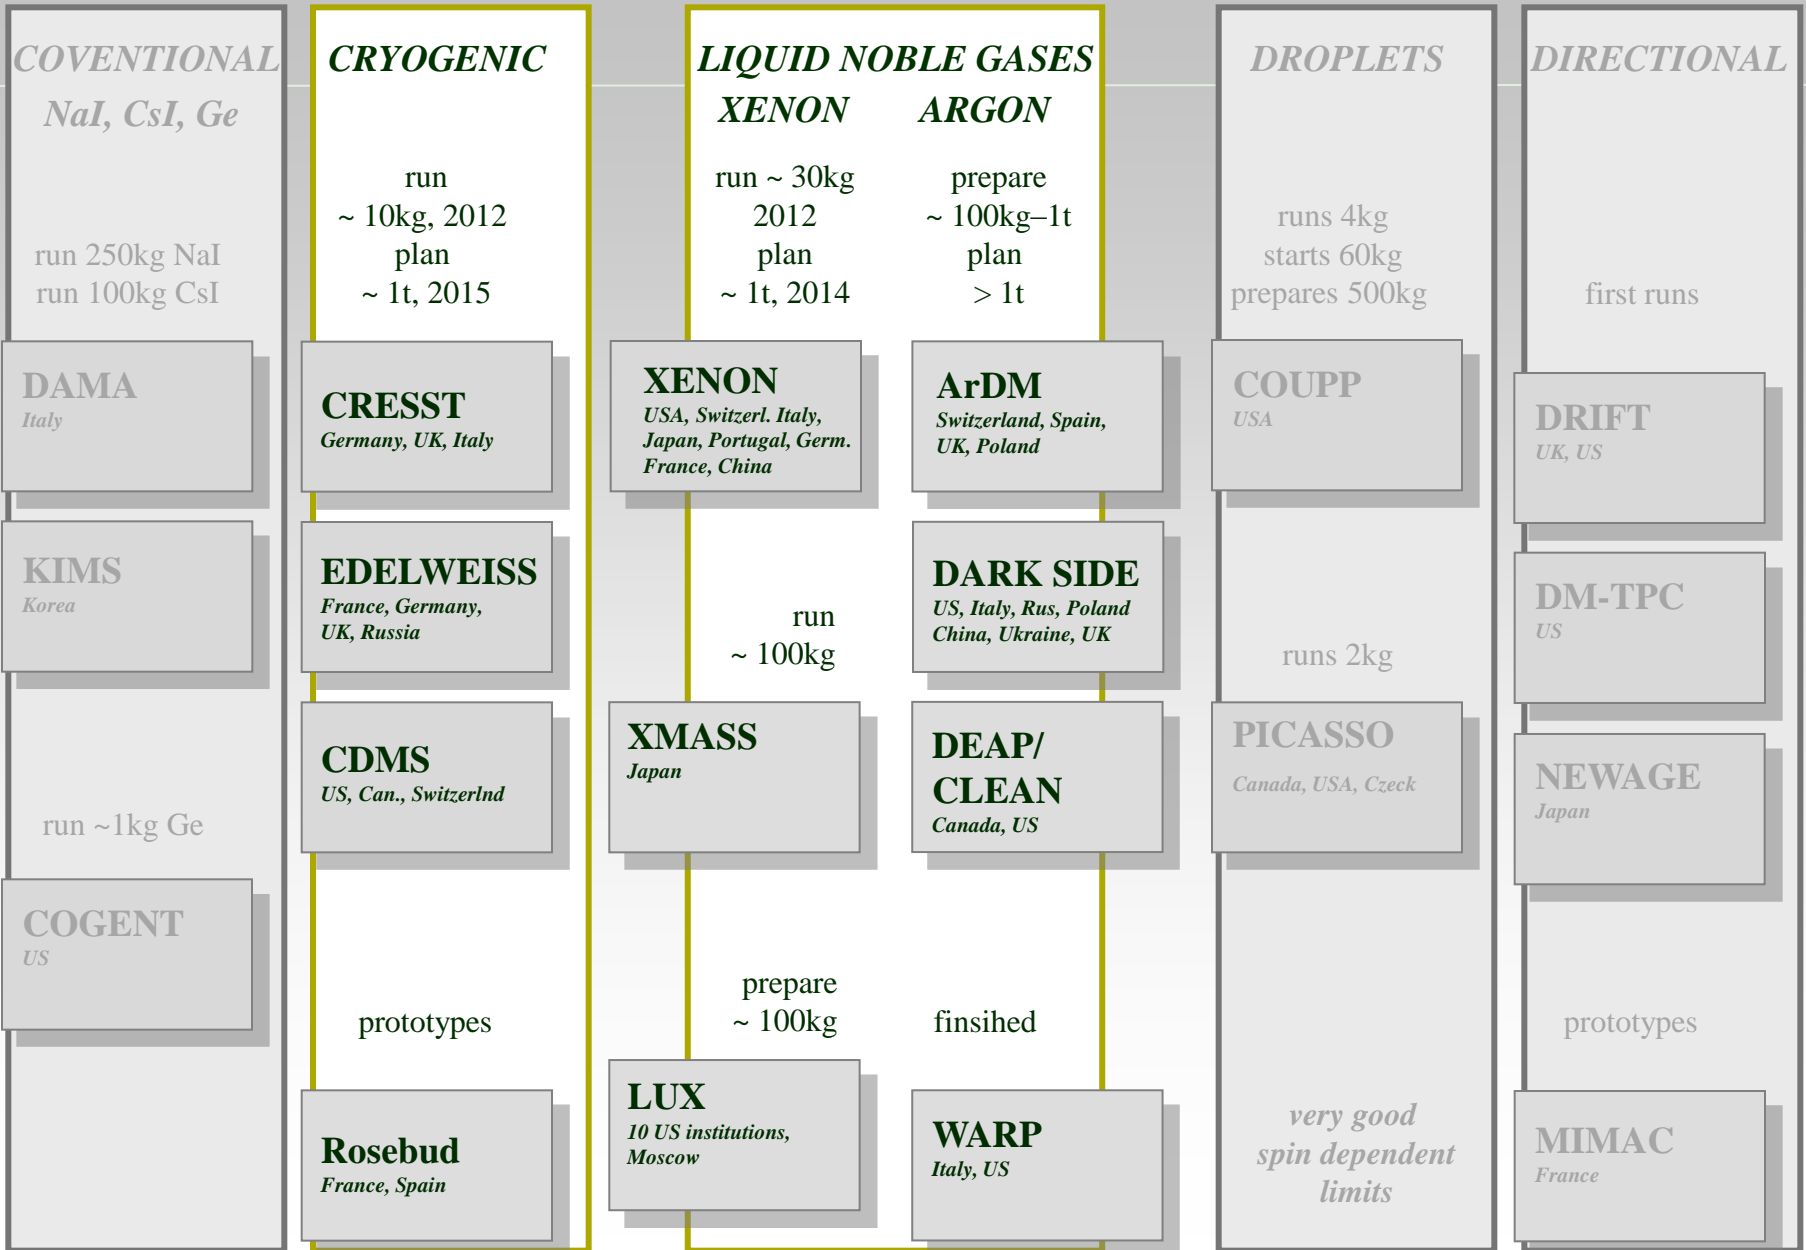 COVENTIONAL
NaI, CsI, Ge
run 250kg NaI
run 100kg CsI
DAMA
Italy
KIMS
Korea
run ~1kg Ge
COGENT
US
CRYOGENIC
run
~ 10kg, 2012
plan
~ 1t, 2015
CRESST
Germany, UK, Italy
EDELWEISS
France, Germany,
UK, Russia
CDMS
US, Can., Switzerlnd
prototypes
Rosebud
France, Spain
LIQUID NOBLE GASES
XENON
run ~ 30kg
2012
plan
~ 1t, 2014
XENON
USA, Switzerl. Italy,
Japan, Portugal, Germ.
France, China
run
~ 100kg
XMASS
Japan
prepare
~ 100kg
LUX
10 US institutions,
Moscow
ARGON
prepare
~ 100kg–1t
plan
> 1t
ArDM
Switzerland, Spain,
UK, Poland
DARK SIDE
US, Italy, Rus, Poland
China, Ukraine, UK
DEAP/
CLEAN
Canada, US
finsihed
WARP
Italy, US
DROPLETS
runs 4kg
starts 60kg
prepares 500kg
COUPP
USA
runs 2kg
PICASSO
Canada, USA, Czeck
very good
spin dependent
limits
DIRECTIONAL
first runs
DRIFT
UK, US
DM-TPC
US
NEWAGE
Japan
prototypes
MIMAC
France